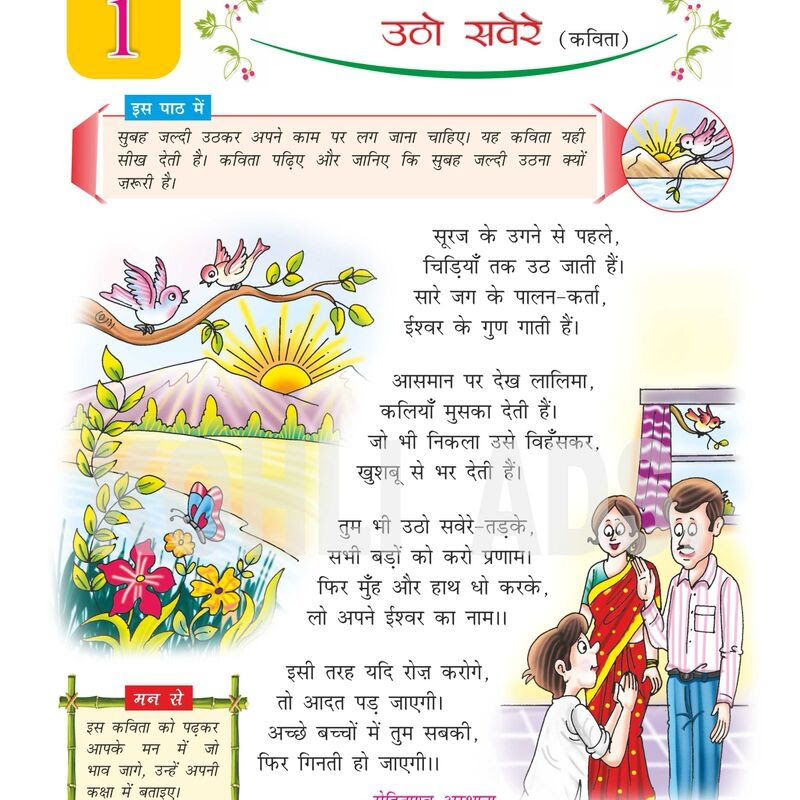 1
उठो सवेरे (कविता)
इस पाठ में
सुबह जल्दी उठकर अपने काम पर लग जाना चाहिए। यह कविता यही
सीख देती है। कविता पढ़िए और जानिए कि सुबह जल्दी उठना क्यों
ज़रूरी है।
सूरज के उगने से पहले,
चिड़ियाँ तक उठ जाती हैं।
सारे जग के पालन-कर्ता,
ईश्वर के गुण गाती हैं।
आसमान पर देख लालिमा,
कलियाँ मुसका देती हैं।
जो भी निकला उसे विहँसकर,
खुशबू से भर देती हैं।
तुम भी उठो सवेरे-तड़के,
सभी बड़ों को करो प्रणाम।
फिर मुँह और हाथ धो करके,
लो अपने ईश्वर का नाम।।
इसी तरह यदि रोज करोगे,
तो आदत पड़ जाएगी।
अच्छे बच्चों में तुम सबकी,
फिर गिनती हो जाएगी।।
मन से
इस कविता को पढ़कर
आपके मन में जो
भाव जागे, उन्हें अपनी
कक्षा में बताइए।